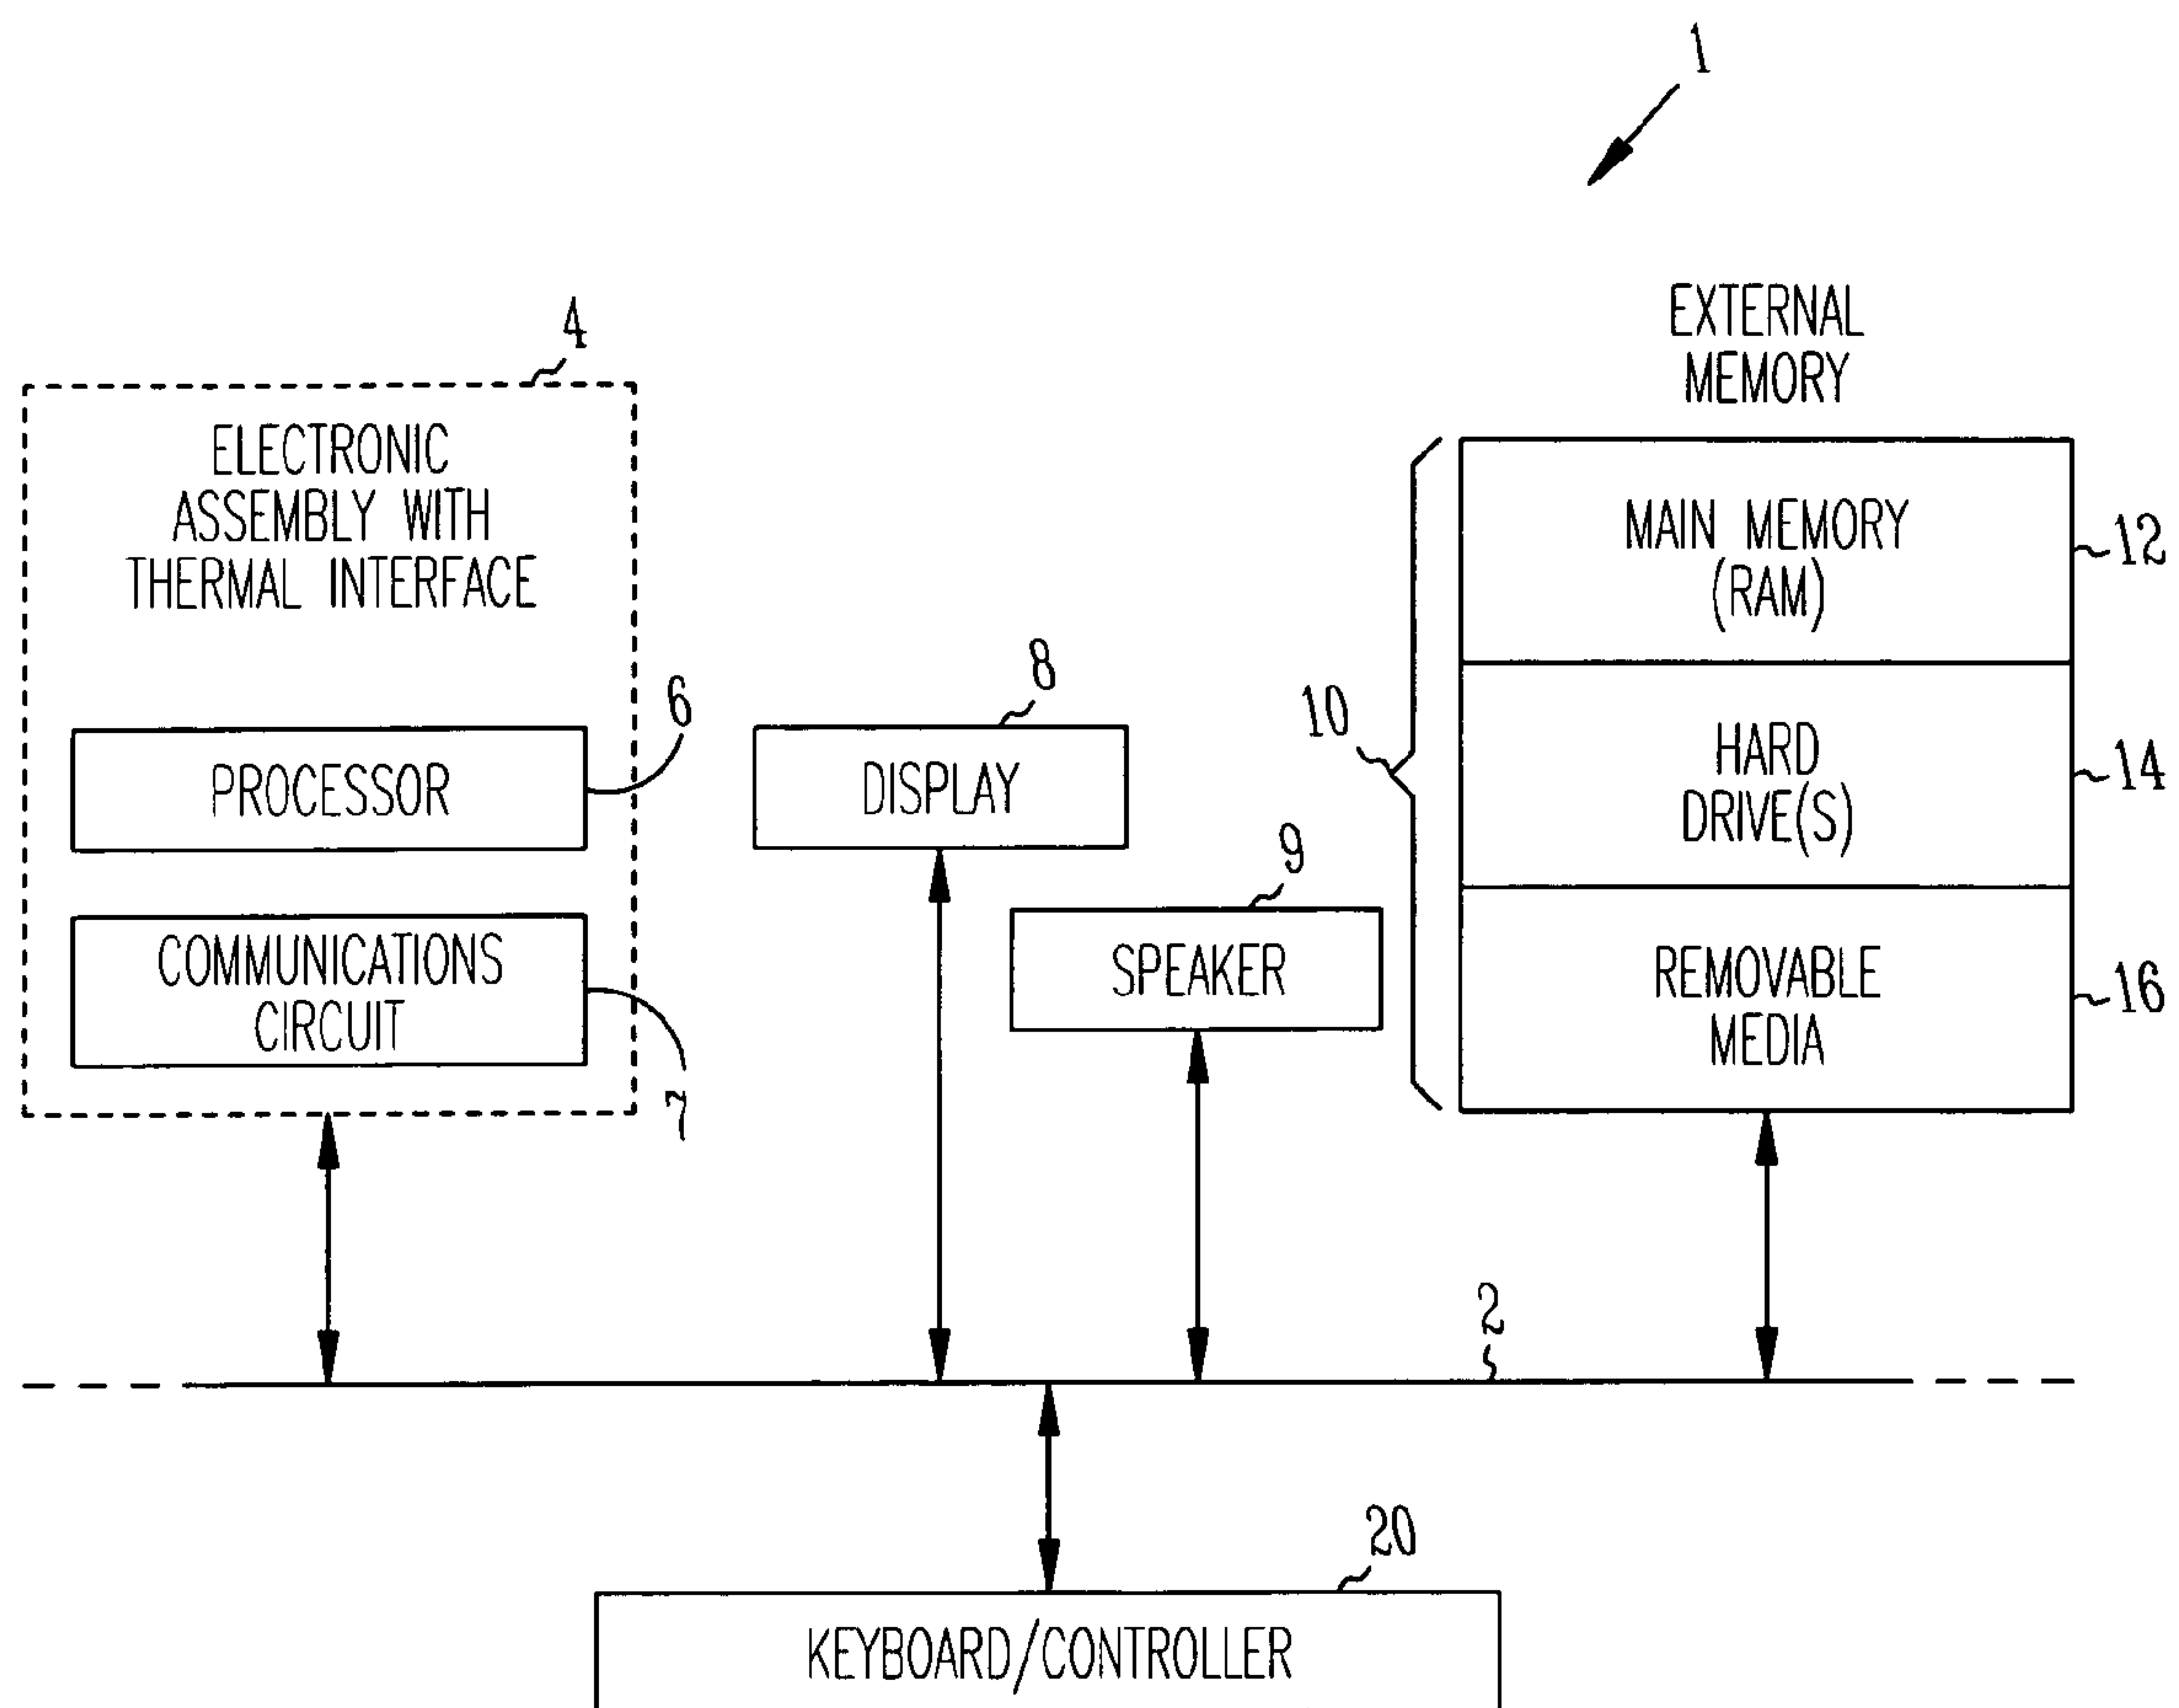 1
EXTERNAL
MEMORY
4
ELECTRONIC
ASSEMBLY WITH
THERMAL INTERFACE
MAIN MEMORY
(RAM)
12
6
PROCESSOR
8
DISPLAY
10
HARD
DRIVE(S)
14
9
SPEAKER
COMMUNICATIONS
CIRCUIT
7
REMOVABLE
MEDIA
16
2
20
KEYBOARD/CONTROLLER